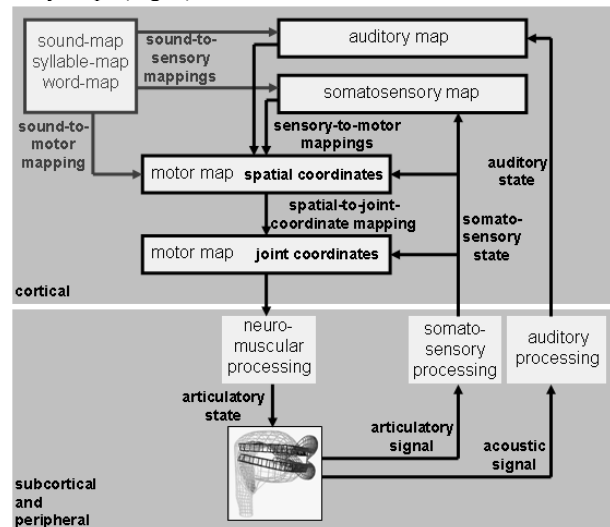 sound-map
syllable-map
word-map
sound-to-
sensory
mappings
auditory map
somatosensory map
sound-to-
motor
mapping
sensory-to-motor
mappings
auditory
state
motor map spatial coordinates
spatial-to-joint-
coordinate mapping
somato-
sensory
state
motor map joint coordinates
cortical
neuro-
muscular
processing
somato-
sensory
processing
auditory
processing
articulatory
state
articulatory
signal
acoustic
signal
subcortical
and
peripheral